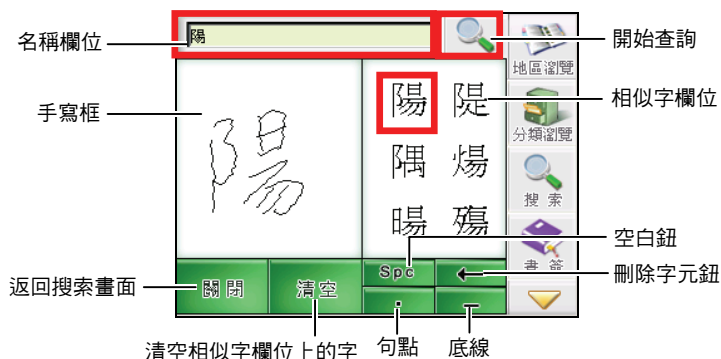 陽
名稱欄位
開始查詢
地區瀏覽
手寫框
陽
陽 隄
相似字欄位
分類瀏覽
隅 煬
搜索
暘 殤
空白鈕
Spc ←
書籤
刪除字元鈕
返回搜索畫面
關閉 清空
. –
清空相似字欄位上的字
句點
底線